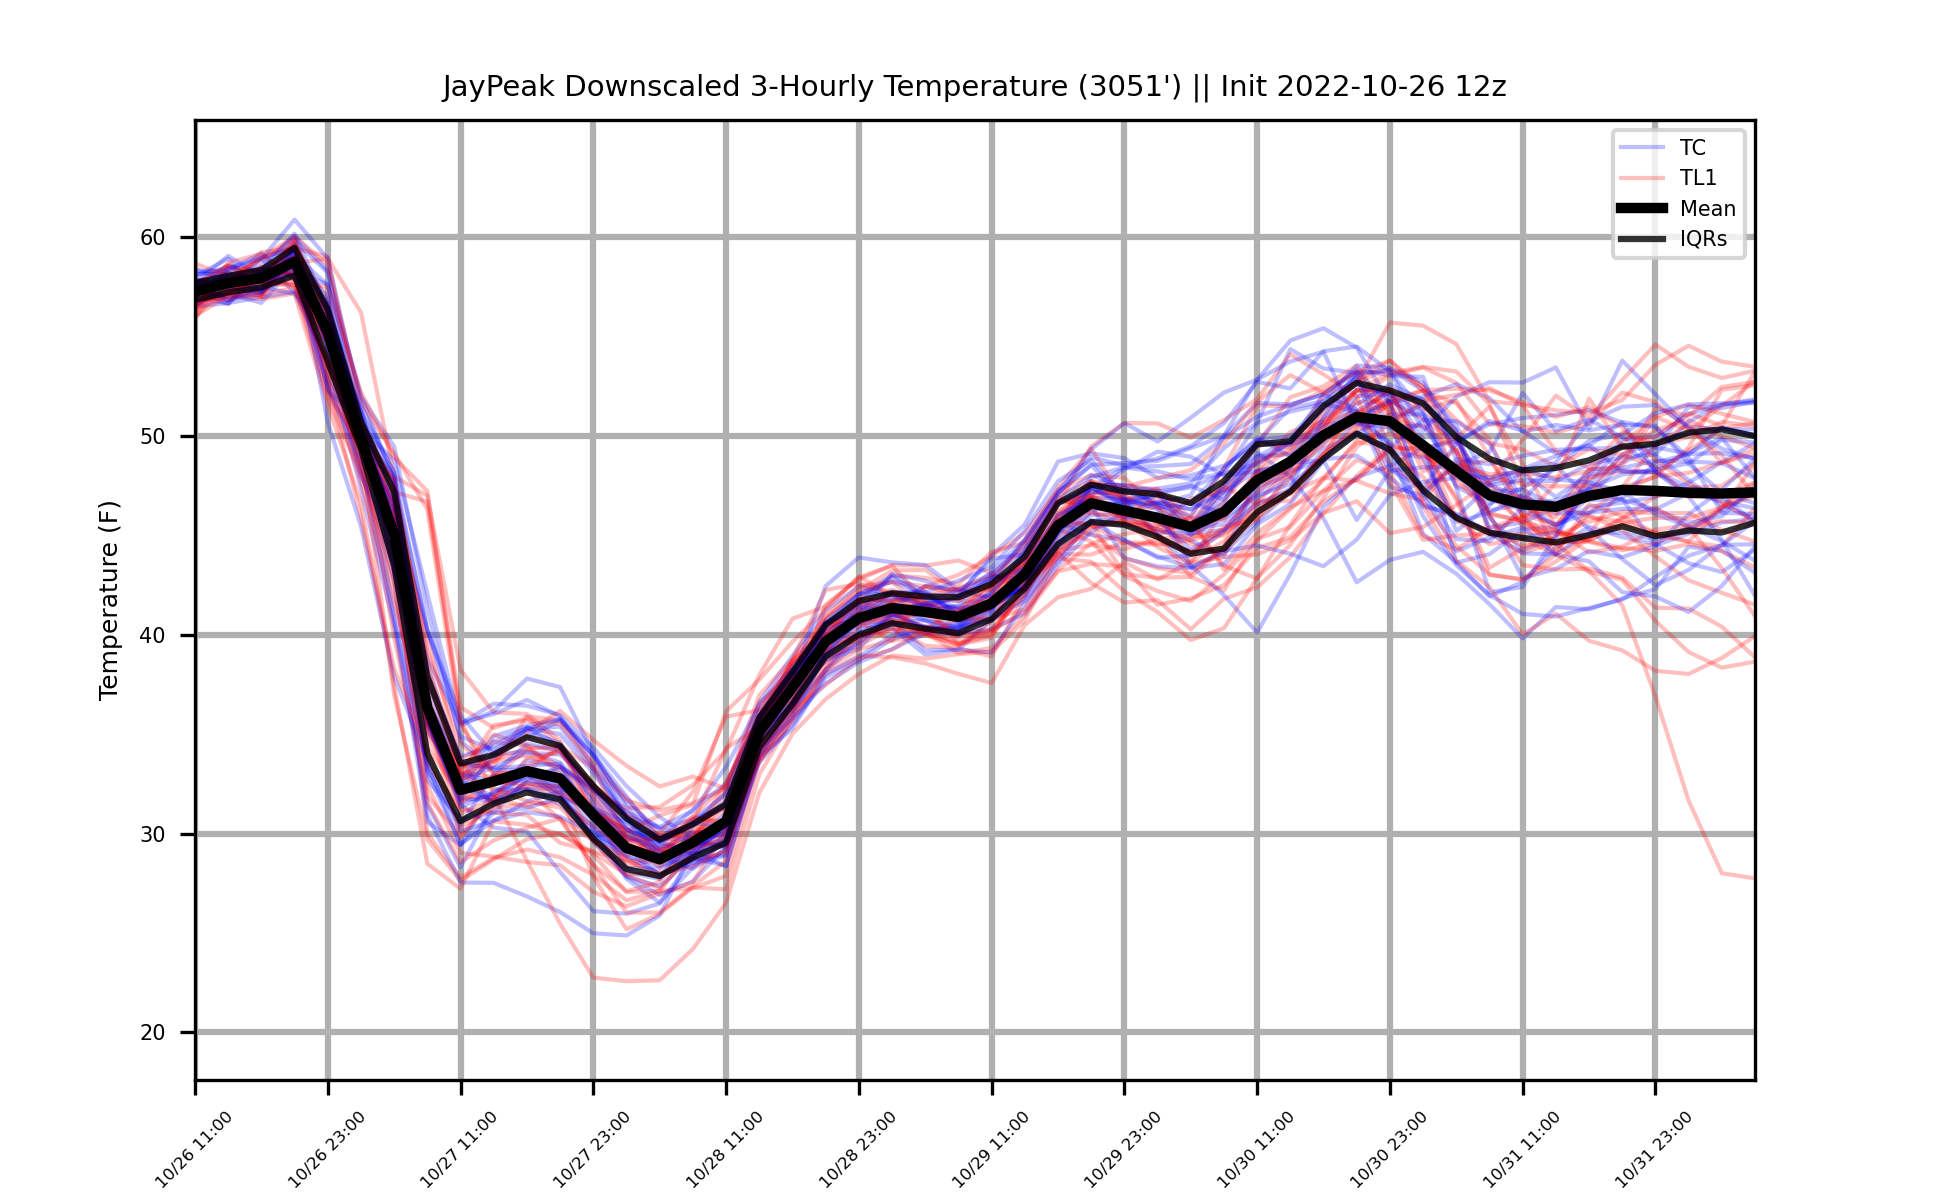 JayPeak Downscaled 3-Hourly Temperature (3051') || Init 2022-10-26 12z
TC
TL1
Mean
IQRs
Temperature (F)
60
50
40
30
20
10/26 11:00
10/26 23:00
10/27 11:00
10/27 23:00
10/28 11:00
10/28 23:00
10/29 11:00
10/29 23:00
10/30 11:00
10/30 23:00
10/31 11:00
10/31 23:00